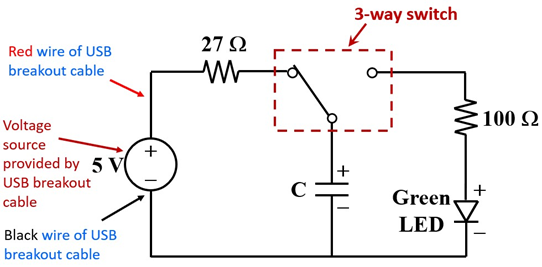 3-way switch
Red wire of USB
breakout cable
27 Ω
Voltage
source
provided by
USB breakout
cable
5 V
+
−
100 Ω
C
+
−
Green
LED
+
−
Black wire of USB
breakout cable